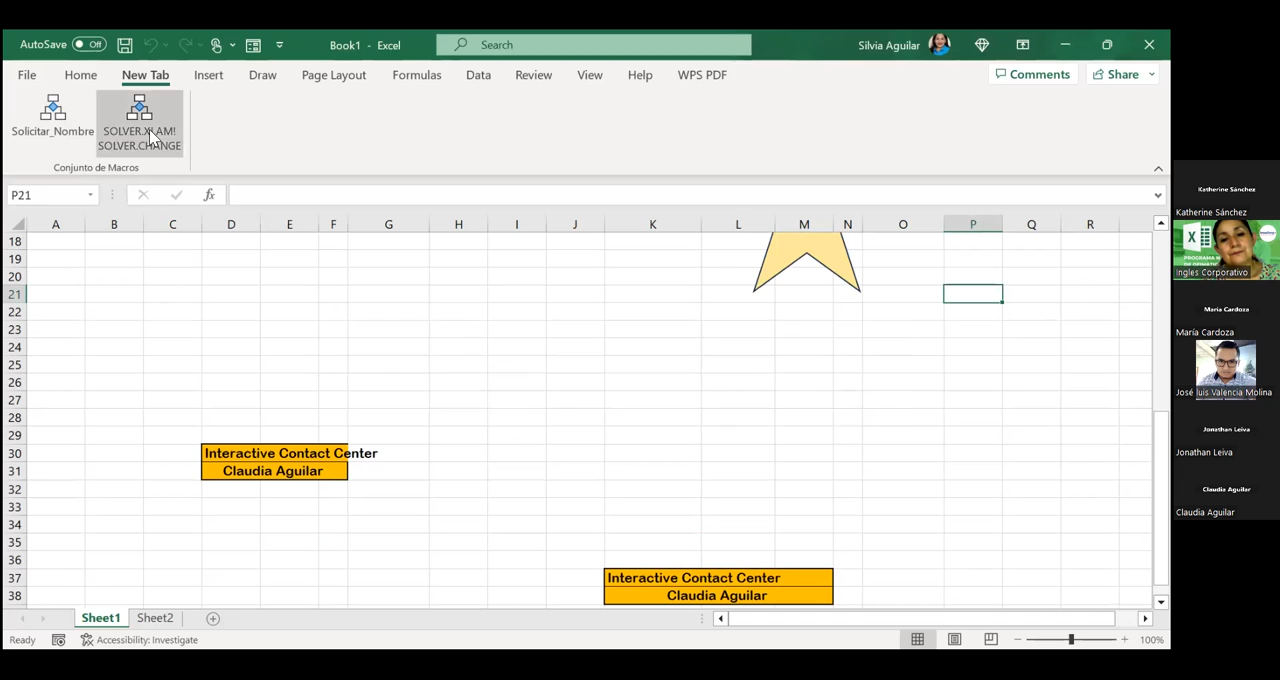 AutoSave Off Book1 - Excel Search Silvia Aguilar
File Home New Tab Insert Draw Page Layout Formulas Data Review View Help WPS PDF Comments Share
Solicitar_Nombre
SOLVER.XLAM!
SOLVER.CHANGE
Conjunto de Macros
P21 fx
A B C D E F G H I J K L M N O P Q R
18
19
20
21
22
23
24
25
26
27
28
29
30 Interactive Contact Center
31 Claudia Aguilar
32
33
34
35
36
37 Interactive Contact Center
38 Claudia Aguilar
Sheet1 Sheet2
Ready Accessibility: Investigate 100%
Katherine Sánchez
Katherine Sánchez
Ingles Corporativo
María Cardoza
María Cardoza
José luis Valencia Molina
Jonathan Leiva
Jonathan Leiva
Claudia Aguilar
Claudia Aguilar